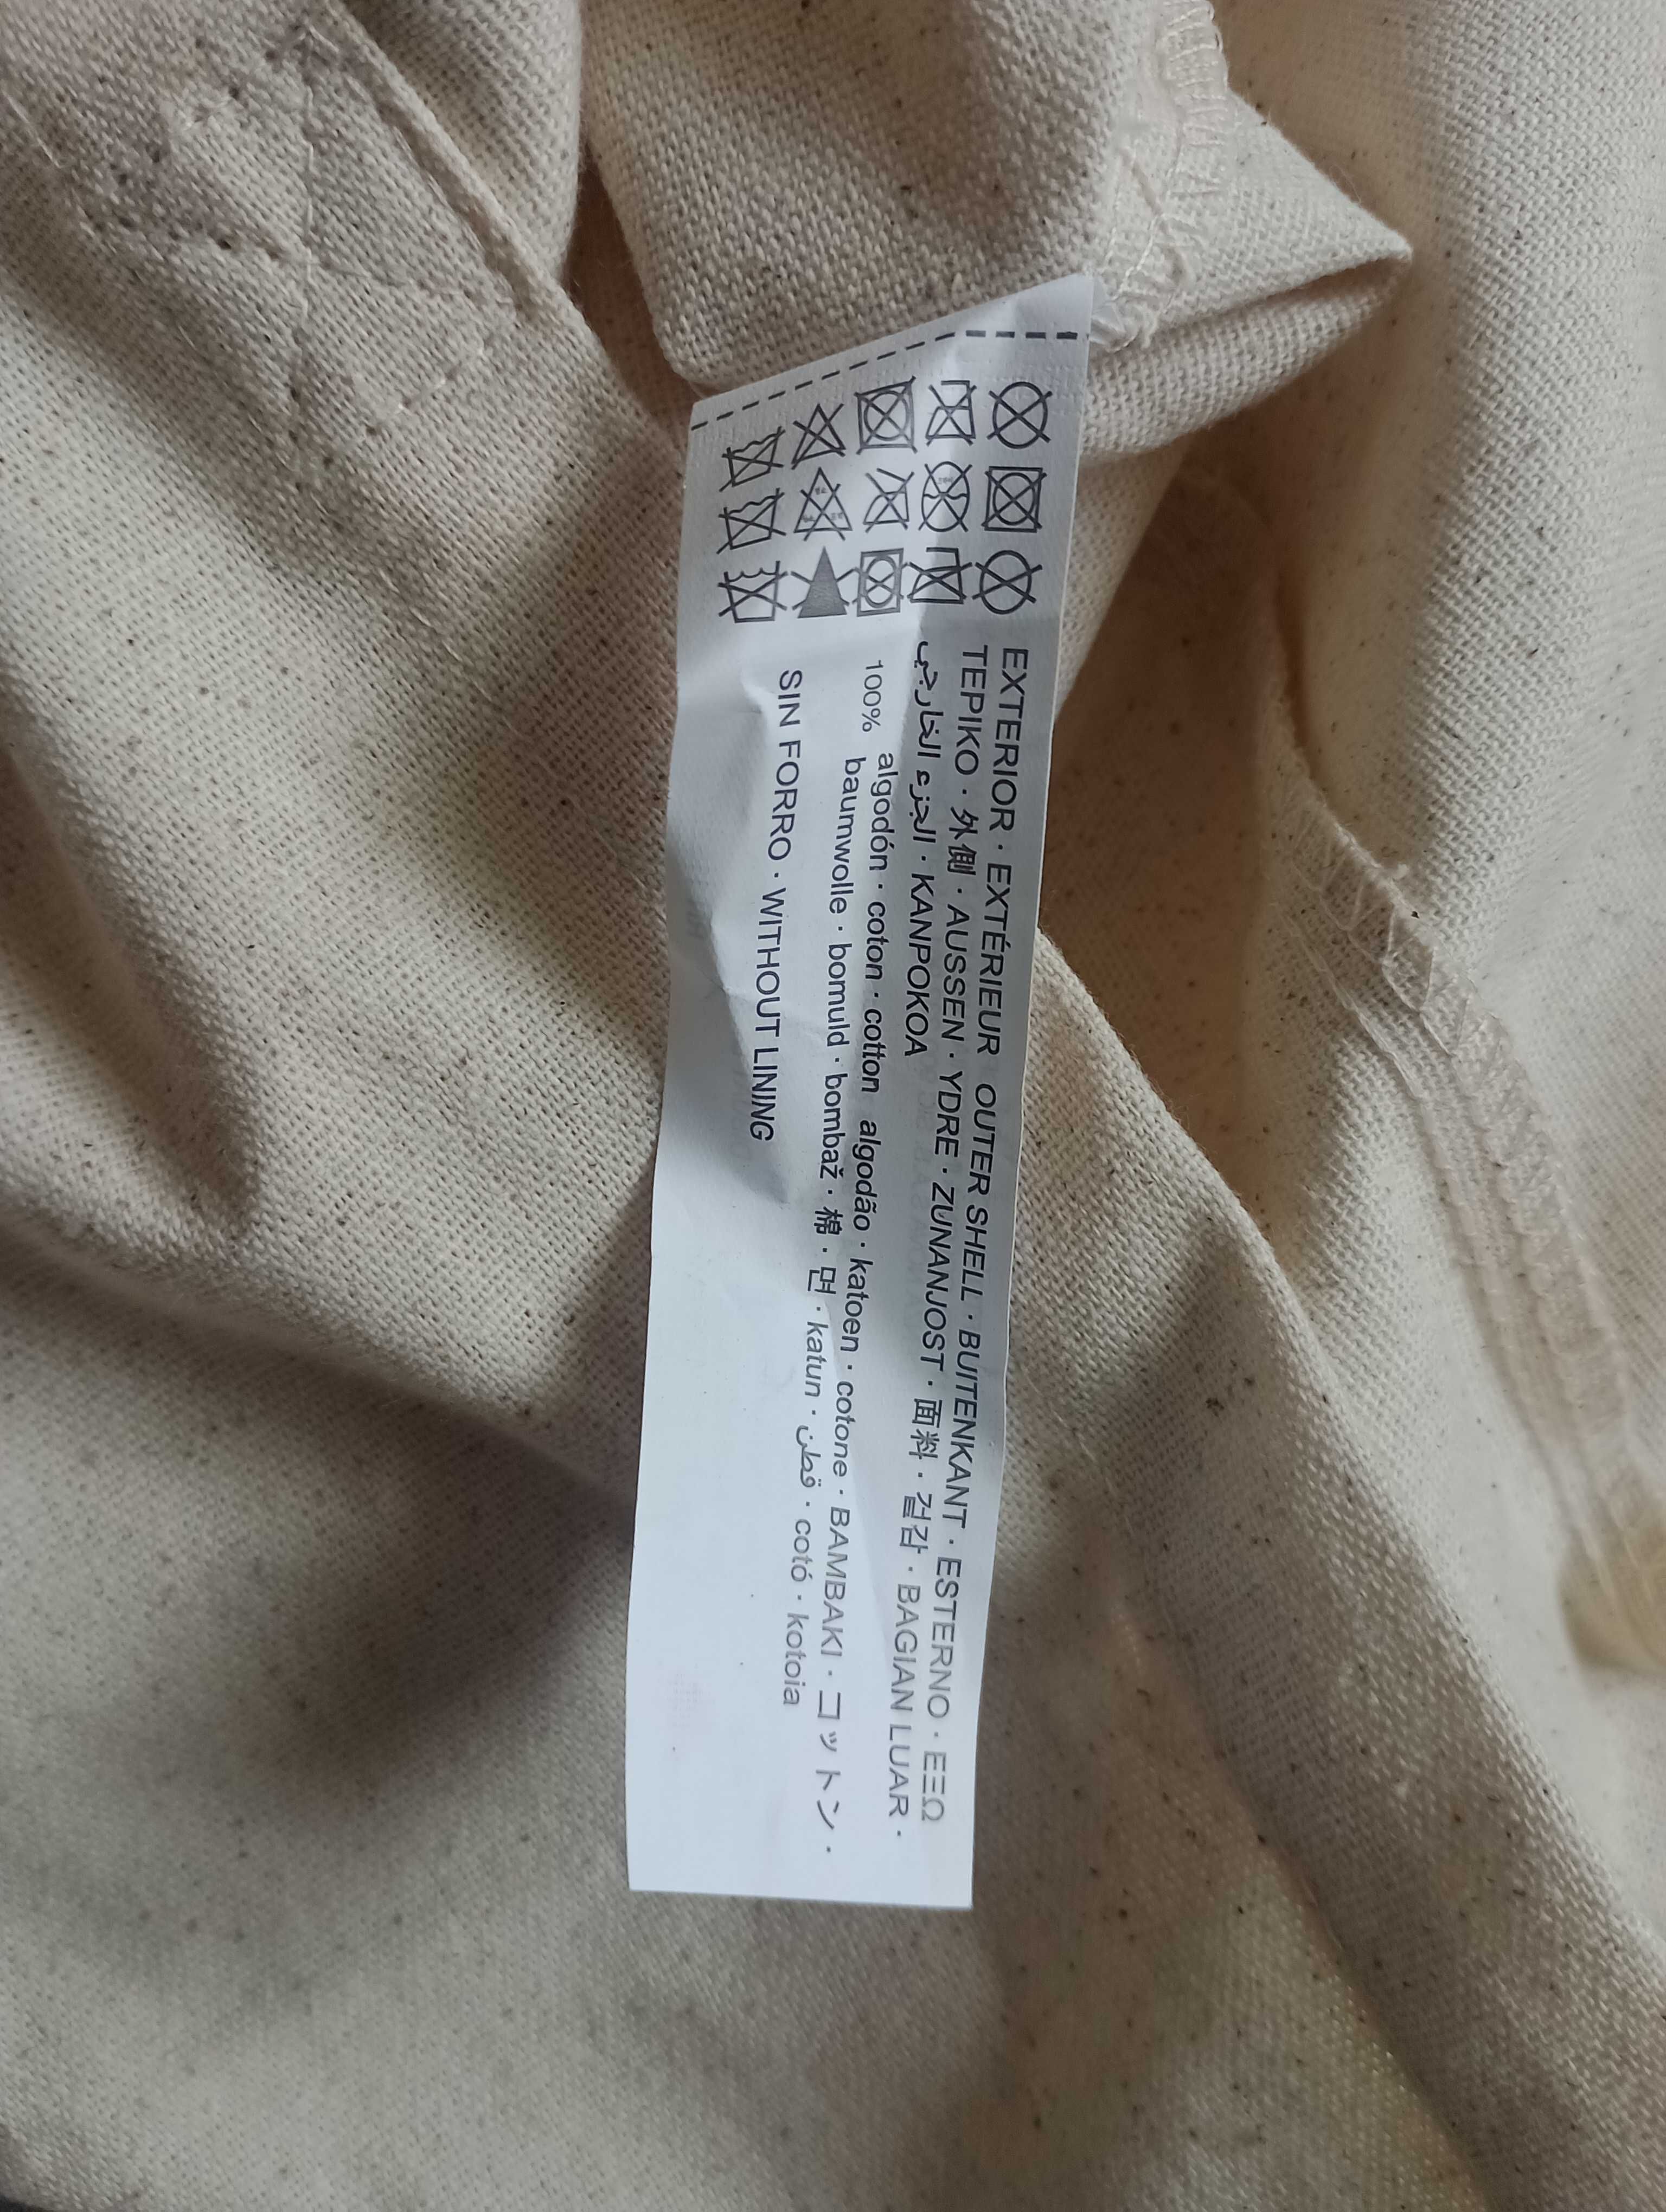 EXTERIOR · EXTÉRIEUR OUTER SHELL · BUITENKANT · ESTERNO · ΕΞΩ
ΤΕΡΙΚΟ · 外側 · AUSSEN · YDRE · ZUNANJOST · 面料 · 겉감 · BAGIAN LUAR ·
الجزء الخارجي · KANPOKOA
100% algodón · coton · cotton algodão · katoen · cotone · BAMBAKI · コットン ·
baumwolle · bomuld · bombaž · 棉 · 면 · katun · قطن · cotó · kotoia
SIN FORRO · WITHOUT LINING